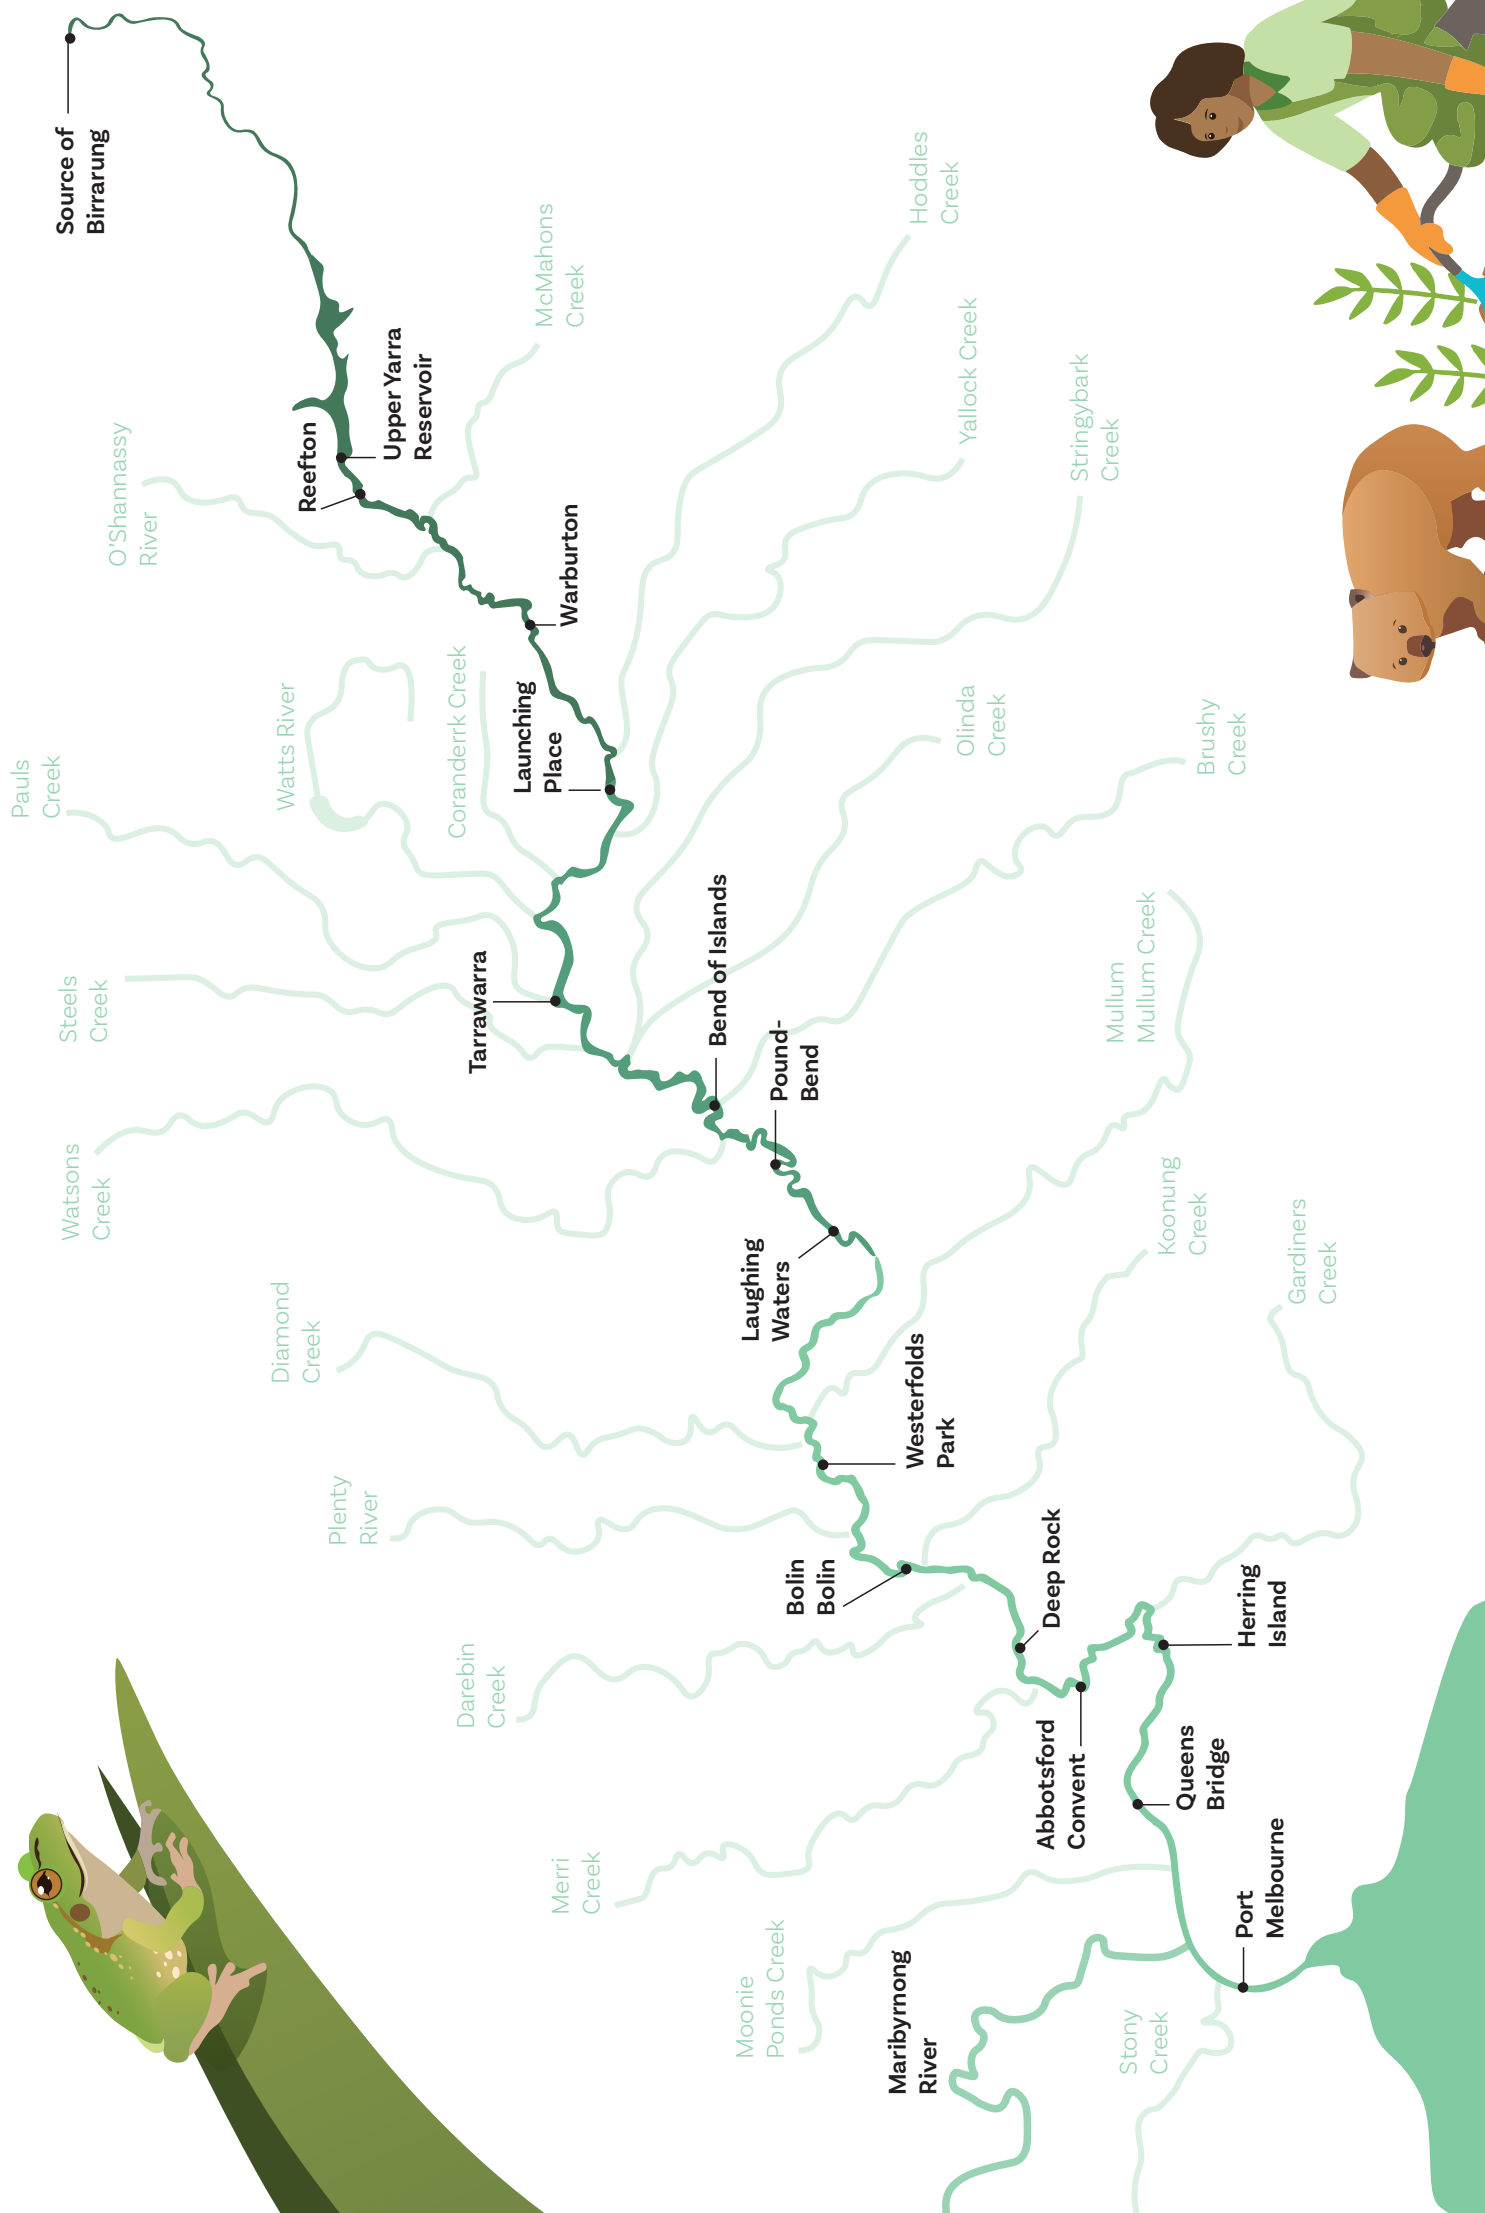 Source of
Birrarung
Upper Yarra
Reservoir
Reefton
McMahons
Creek
Hoddles
Creek
O'Shannassy
River
Warburton
Yallock Creek
Stringybark
Creek
Launching
Place
Coranderrk Creek
Watts River
Pauls
Creek
Olinda
Creek
Brushy
Creek
Steels
Creek
Tarrawarra
Bend of Islands
Pound-
Bend
Mullum
Mullum Creek
Watsons
Creek
Laughing
Waters
Koonung
Creek
Gardiners
Creek
Diamond
Creek
Westerfolds
Park
Plenty
River
Bolin
Bolin
Deep Rock
Herring
Island
Darebin
Creek
Abbotsford
Convent
Queens
Bridge
Merri
Creek
Port
Melbourne
Moonie
Ponds Creek
Maribyrnong
River
Stony
Creek